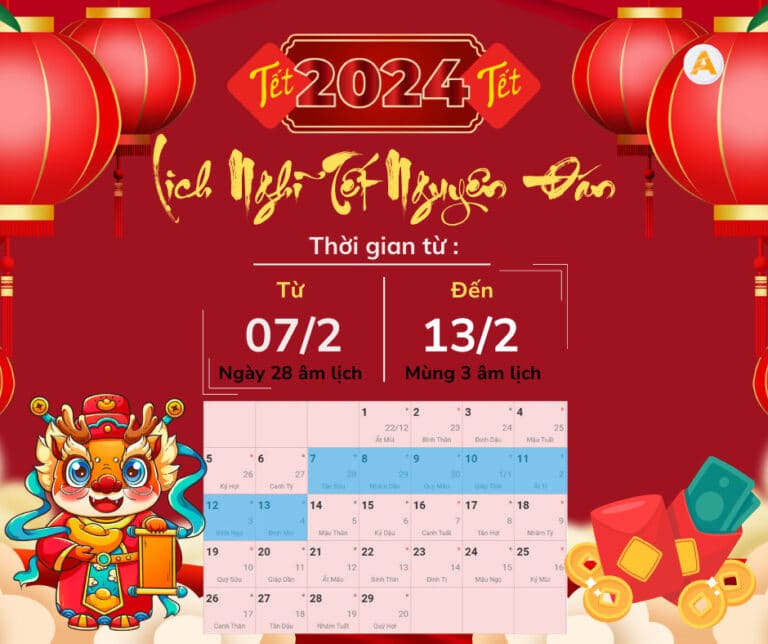 Tết 2024 Tết
A
Lịch Nghỉ Tết Nguyên Đán
Thời gian từ :
Từ Đến
07/2 13/2
Ngày 28 âm lịch Mùng 3 âm lịch
1 2 3 4
22/12 23 24 25
Ất Mùi Bính Thân Đinh Dậu Mậu Tuất
5 6 7 8 9 10 11
26 27 28 29 30 1/1 2
Kỷ Hợi Canh Tý Tân Sửu Nhâm Dần Quý Mão Giáp Thìn Ất Tị
12 13 14 15 16 17 18
3 4 5 6 7 8 9
Bính Ngọ Đinh Mùi Mậu Thân Kỷ Dậu Canh Tuất Tân Hợi Nhâm Tý
19 20 21 22 23 24 25
10 11 12 13 14 15 16
Quý Sửu Giáp Dần Ất Mão Bính Thìn Đinh Tị Mậu Ngọ Kỷ Mùi
26 27 28 29
17 18 19 20
Canh Thân Tân Dậu Nhâm Tuất Quý Hợi